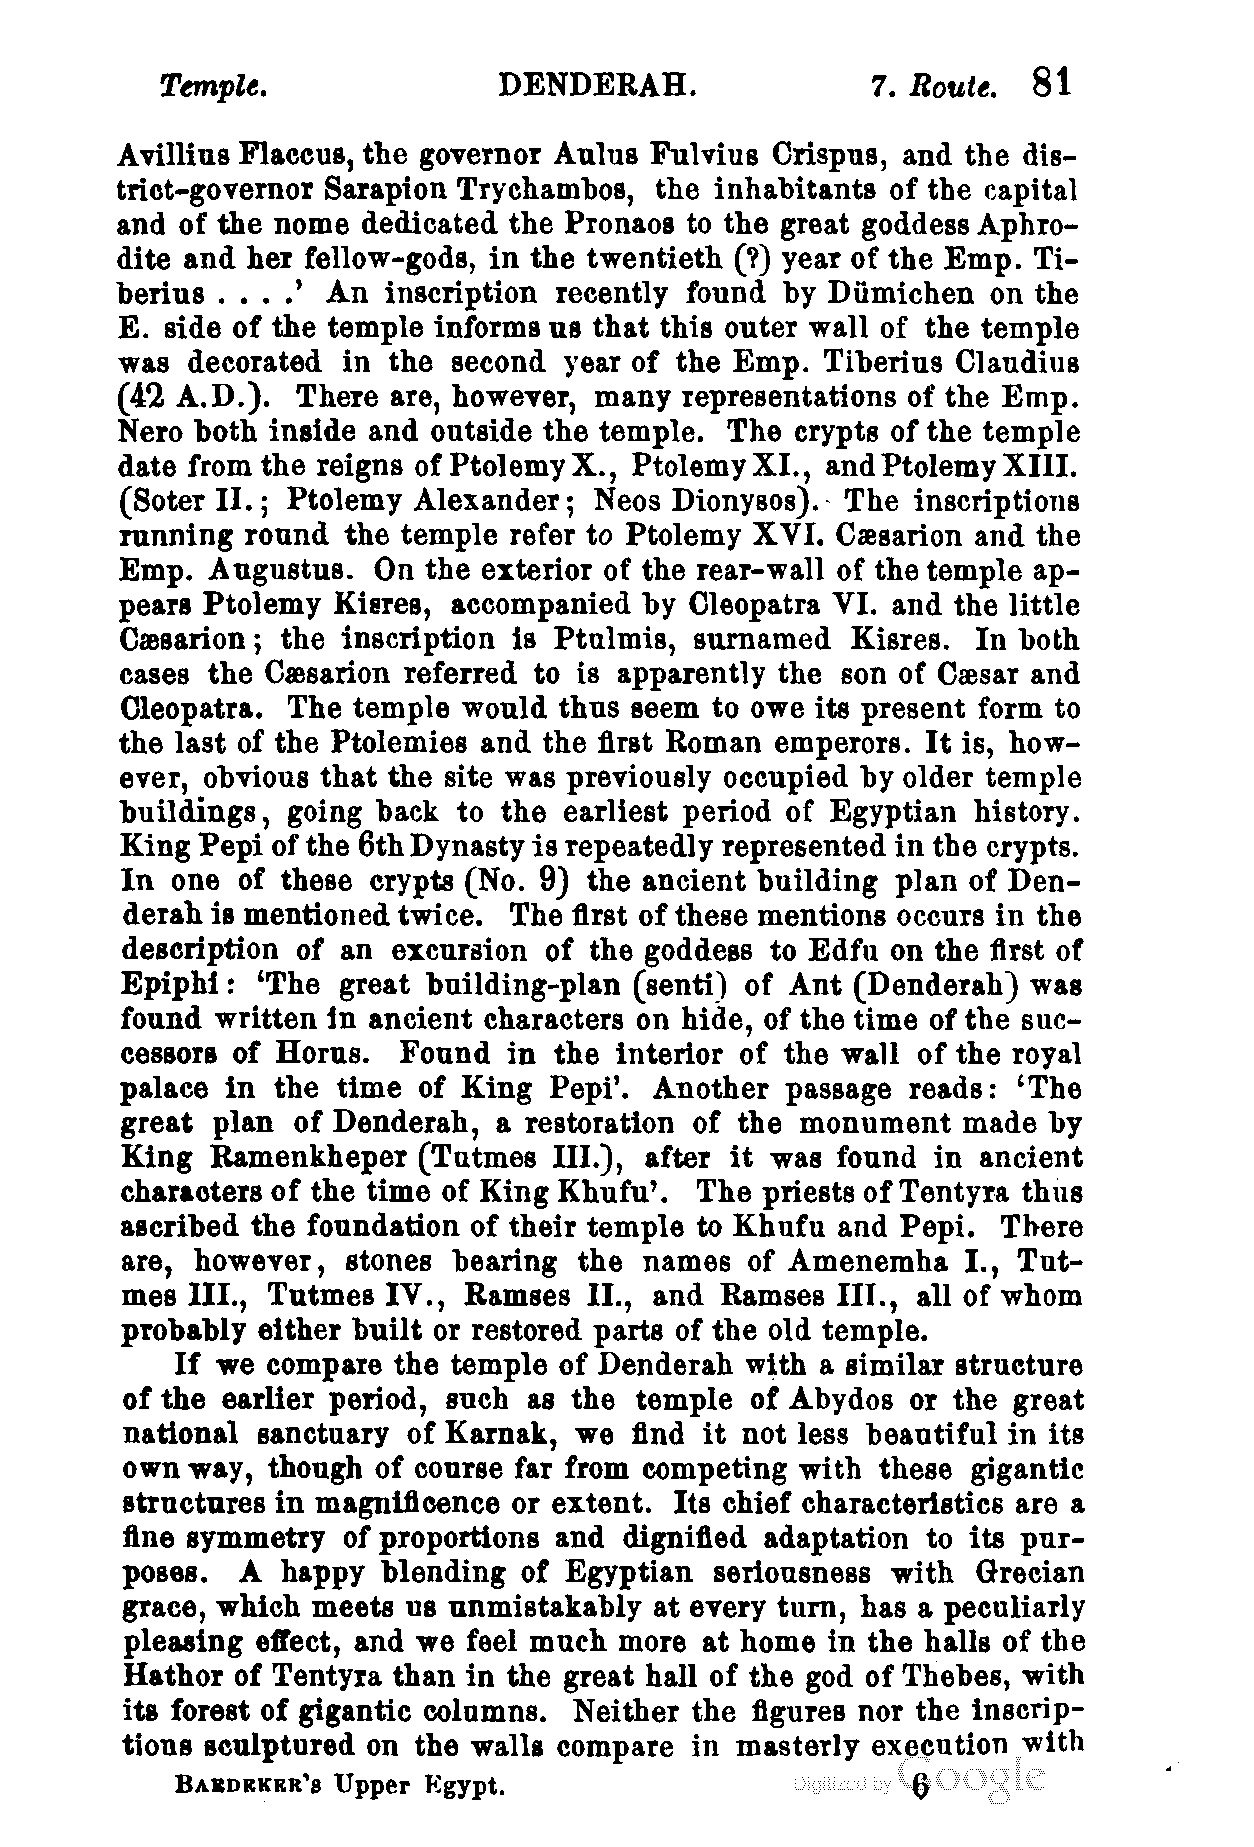 Temple. DENDERAH. 7. Route. 81
Avillius Flaccus, the governor Aulus Fulvius Crispus, and the dis-
trict-governor Sarapion Trychambos, the inhabitants of the capital
and of the nome dedicated the Pronaos to the great goddess Aphro-
dite and her fellow-gods, in the twentieth (?) year of the Emp. Ti-
berius . . . .’ An inscription recently found by Dümichen on the
E. side of the temple informs us that this outer wall of the temple
was decorated in the second year of the Emp. Tiberius Claudius
(42 A.D.). There are, however, many representations of the Emp.
Nero both inside and outside the temple. The crypts of the temple
date from the reigns of Ptolemy X., Ptolemy XI., and Ptolemy XIII.
(Soter II.; Ptolemy Alexander; Neos Dionysos). The inscriptions
running round the temple refer to Ptolemy XVI. Cæsarion and the
Emp. Augustus. On the exterior of the rear-wall of the temple ap-
pears Ptolemy Kisres, accompanied by Cleopatra VI. and the little
Cæsarion; the inscription is Ptulmis, surnamed Kisres. In both
cases the Cæsarion referred to is apparently the son of Cæsar and
Cleopatra. The temple would thus seem to owe its present form to
the last of the Ptolemies and the first Roman emperors. It is, how-
ever, obvious that the site was previously occupied by older temple
buildings, going back to the earliest period of Egyptian history.
King Pepi of the 6th Dynasty is repeatedly represented in the crypts.
In one of these crypts (No. 9) the ancient building plan of Den-
derah is mentioned twice. The first of these mentions occurs in the
description of an excursion of the goddess to Edfu on the first of
Epiphi: ‘The great building-plan (senti) of Ant (Denderah) was
found written in ancient characters on hide, of the time of the suc-
cessors of Horus. Found in the interior of the wall of the royal
palace in the time of King Pepi’. Another passage reads: ‘The
great plan of Denderah, a restoration of the monument made by
King Ramenkheper (Tutmes III.), after it was found in ancient
characters of the time of King Khufu’. The priests of Tentyra thus
ascribed the foundation of their temple to Khufu and Pepi. There
are, however, stones bearing the names of Amenemha I., Tut-
mes III., Tutmes IV., Ramses II., and Ramses III., all of whom
probably either built or restored parts of the old temple.
If we compare the temple of Denderah with a similar structure
of the earlier period, such as the temple of Abydos or the great
national sanctuary of Karnak, we find it not less beautiful in its
own way, though of course far from competing with these gigantic
structures in magnificence or extent. Its chief characteristics are a
fine symmetry of proportions and dignified adaptation to its pur-
poses. A happy blending of Egyptian seriousness with Grecian
grace, which meets us unmistakably at every turn, has a peculiarly
pleasing effect, and we feel much more at home in the halls of the
Hathor of Tentyra than in the great hall of the god of Thebes, with
its forest of gigantic columns. Neither the figures nor the inscrip-
tions sculptured on the walls compare in masterly execution with
BAEDEKER’s Upper Egypt. 6
Digitized by Google